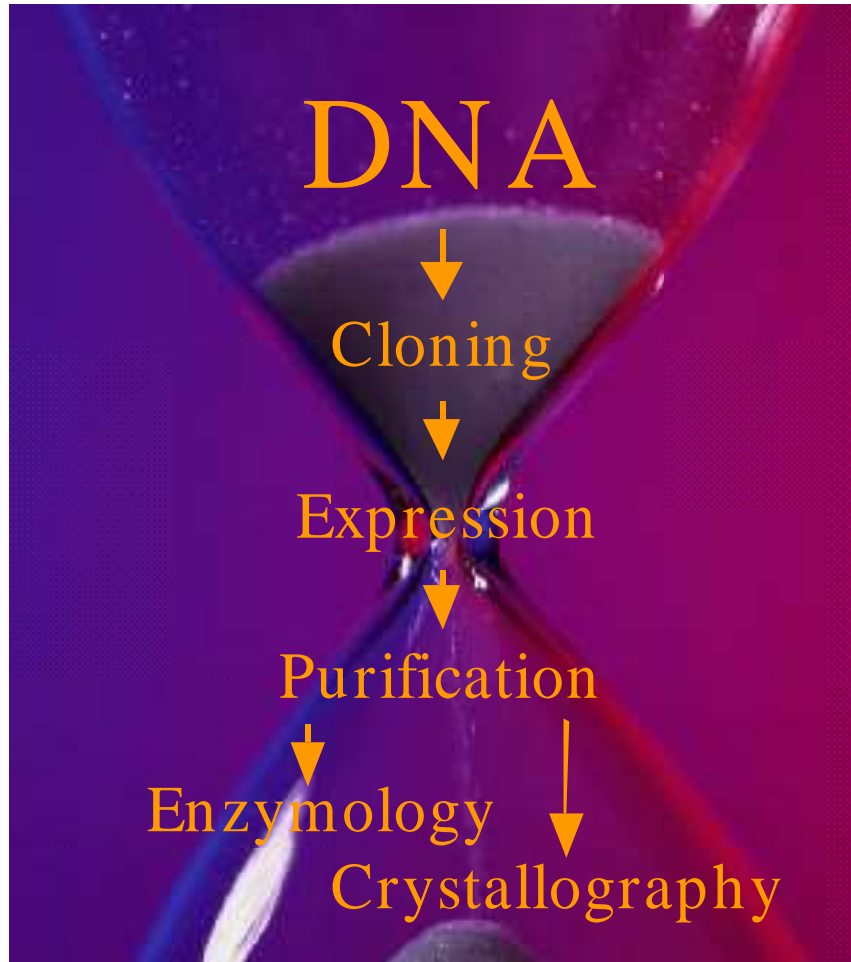 DNA
Cloning
Expression
Purification
Enzymology
Crystallography